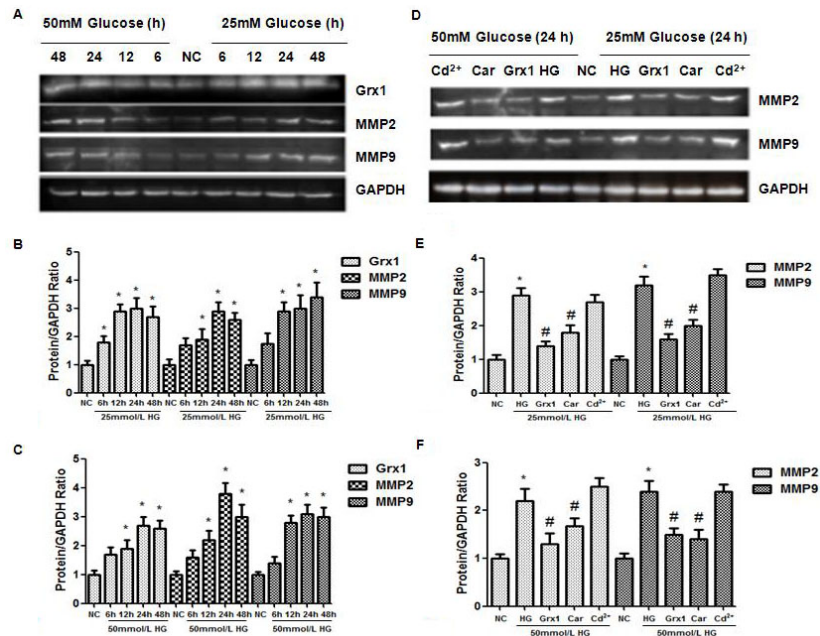 A
50mM Glucose (h) 25mM Glucose (h)
48 24 12 6 NC 6 12 24 48
Grx1
MMP2
MMP9
GAPDH
B
Protein/GAPDH Ratio
5
4
3
2
1
0
* * * * * * * * * *
Grx1
MMP2
MMP9
NC 6h 12h 24h 48h NC 6h 12h 24h 48h NC 6h 12h 24h 48h
25mmol/L HG 25mmol/L HG 25mmol/L HG
C
Protein/GAPDH Ratio
5
4
3
2
1
0
* * * * * * * * *
Grx1
MMP2
MMP9
NC 6h 12h 24h 48h NC 6h 12h 24h 48h NC 6h 12h 24h 48h
50mmol/L HG 50mmol/L HG 50mmol/L HG
D
50mM Glucose (24 h) 25mM Glucose (24 h)
Cd2+ Car Grx1 HG NC HG Grx1 Car Cd2+
MMP2
MMP9
GAPDH
E
Protein/GAPDH Ratio
4
3
2
1
0
* # # * # #
MMP2
MMP9
NC HG Grx1 Car Cd2+ NC HG Grx1 Car Cd2+
25mmol/L HG 25mmol/L HG
F
Protein/GAPDH Ratio
3
2
1
0
* # # * # #
MMP2
MMP9
NC HG Grx1 Car Cd2+ NC HG Grx1 Car Cd2+
50mmol/L HG 50mmol/L HG